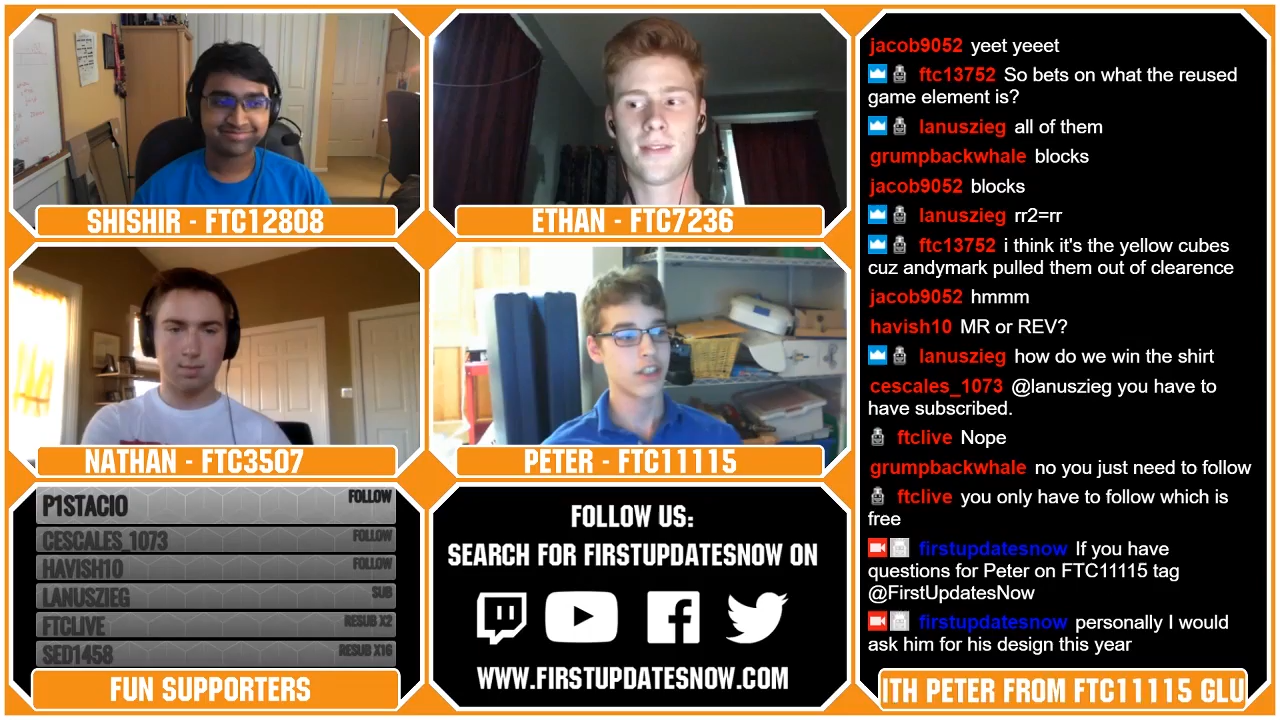 SHISHIR - FTC12808
ETHAN - FTC7236
NATHAN - FTC3507
PETER - FTC11115
P1STACIO FOLLOW
CESCALES_1073 FOLLOW
HAVISH10 FOLLOW
LANUSZIEG SUB
FTCLIVE RESUB X2
SED1458 RESUB X16
FUN SUPPORTERS
FOLLOW US:
SEARCH FOR FIRSTUPDATESNOW ON
WWW.FIRSTUPDATESNOW.COM
jacob9052 yeet yeeet
ftc13752 So bets on what the reused
game element is?
lanuszieg all of them
grumpbackwhale blocks
jacob9052 blocks
lanuszieg rr2=rr
ftc13752 i think it's the yellow cubes
cuz andymark pulled them out of clearence
jacob9052 hmmm
havish10 MR or REV?
lanuszieg how do we win the shirt
cescales_1073 @lanuszieg you have to
have subscribed.
ftclive Nope
grumpbackwhale no you just need to follow
ftclive you only have to follow which is
free
firstupdatesnow If you have
questions for Peter on FTC11115 tag
@FirstUpdatesNow
firstupdatesnow personally I would
ask him for his design this year
ITH PETER FROM FTC11115 GLU